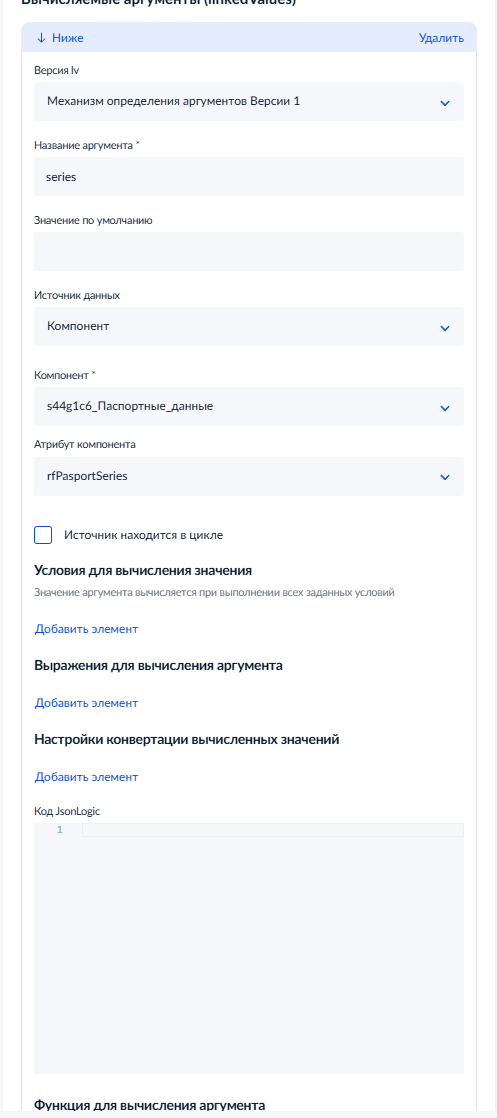 Вычисляемые аргументы (linkedValues)
↓ Ниже
Удалить
Версия lv
Механизм определения аргументов Версии 1
Название аргумента *
series
Значение по умолчанию
Источник данных
Компонент
Компонент *
s44g1c6_Паспортные_данные
Атрибут компонента
rfPasportSeries
Источник находится в цикле
Условия для вычисления значения
Значение аргумента вычисляется при выполнении всех заданных условий
Добавить элемент
Выражения для вычисления аргумента
Добавить элемент
Настройки конвертации вычисленных значений
Добавить элемент
Код JsonLogic
1
Функция для вычисления аргумента